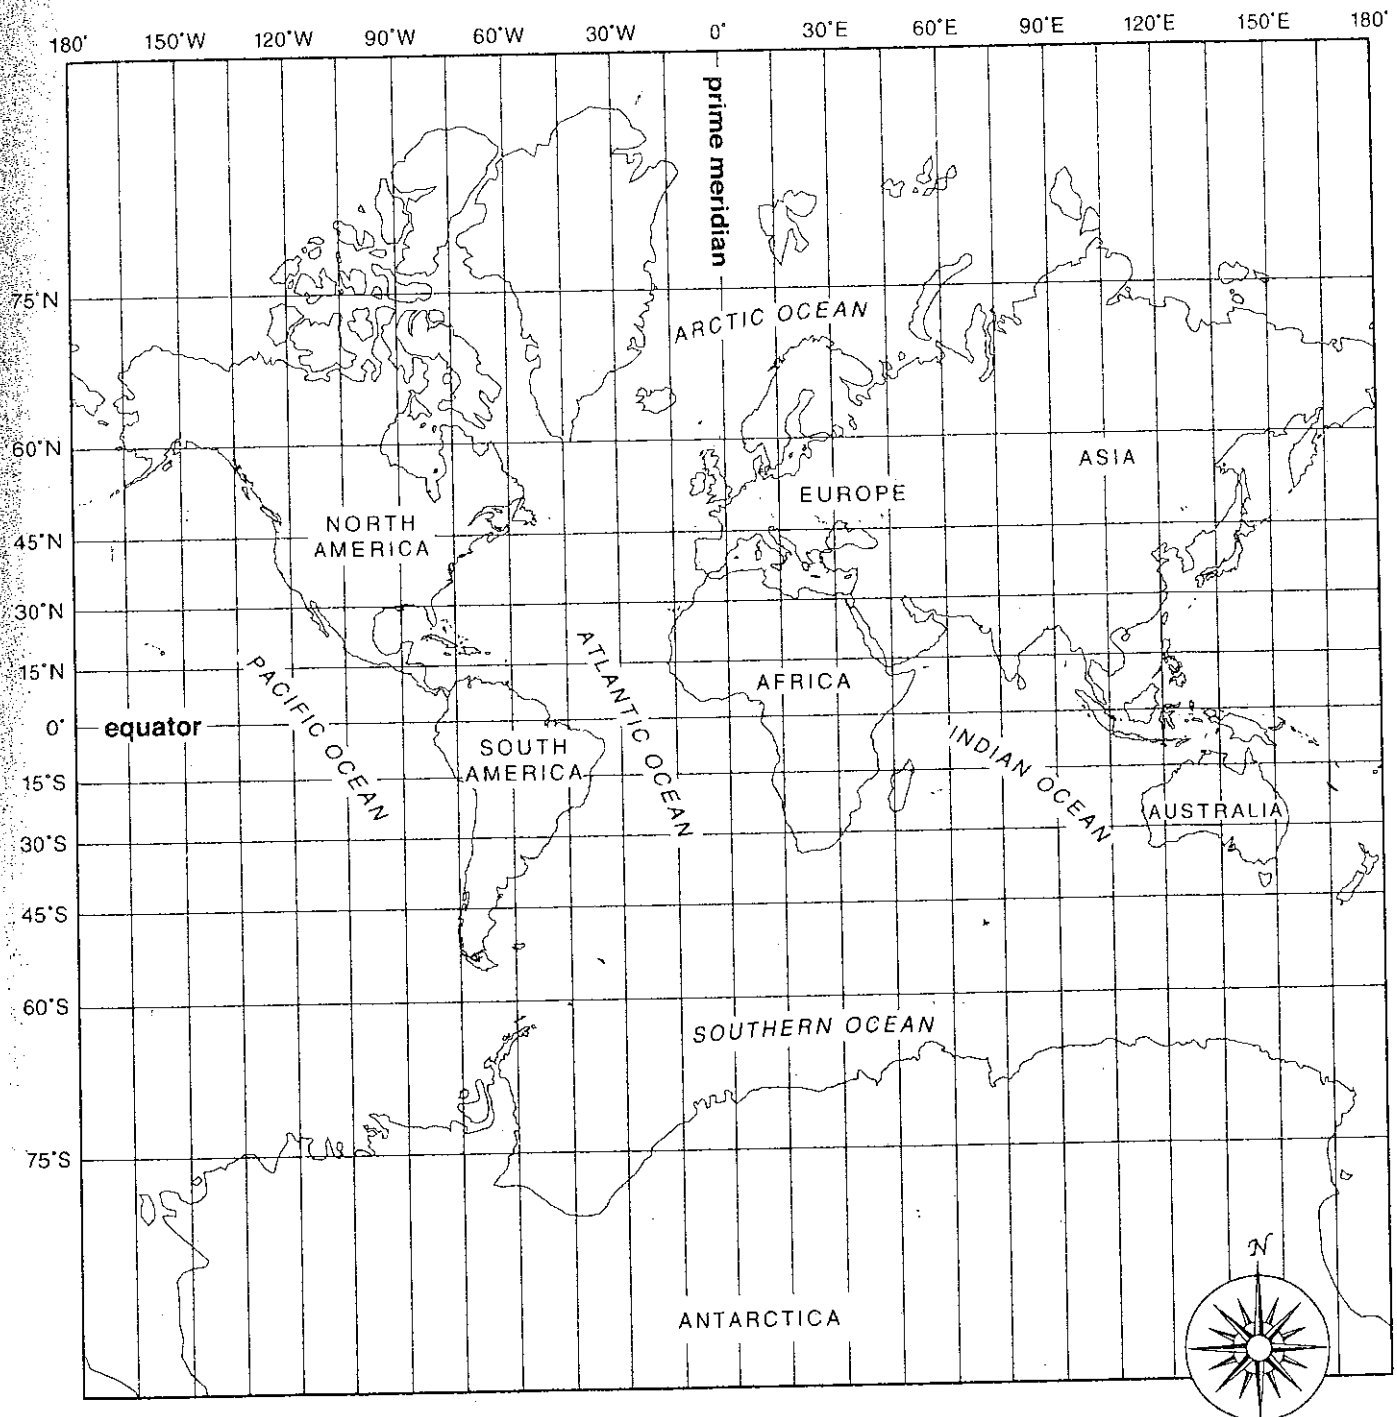 180° 150°W 120°W 90°W 60°W 30°W 0° 30°E 60°E 90°E 120°E 150°E 180°
prime meridian
75°N
ARCTIC OCEAN
60°N
ASIA
EUROPE
NORTH
AMERICA
45°N
30°N
15°N
PACIFIC OCEAN
ATLANTIC OCEAN
AFRICA
0° equator
INDIAN OCEAN
SOUTH
AMERICA
15°S
AUSTRALIA
30°S
45°S
60°S
SOUTHERN OCEAN
75°S
N
ANTARCTICA